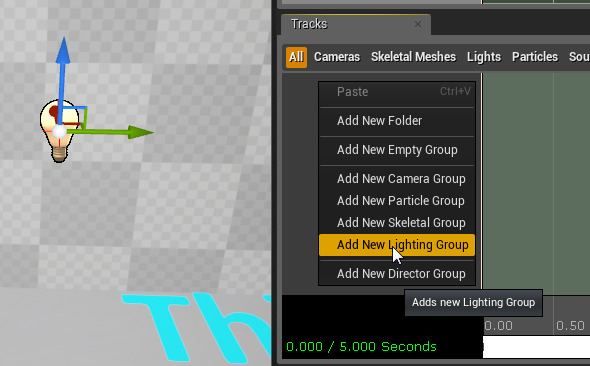 Tracks
All Cameras Skeletal Meshes Lights Particles Sou
Paste Ctrl+V
Add New Folder
Add New Empty Group
Add New Camera Group
Add New Particle Group
Add New Skeletal Group
Add New Lighting Group
Add New Director Group
Adds new Lighting Group
Th
0.00 0.50
0.000 / 5.000 Seconds